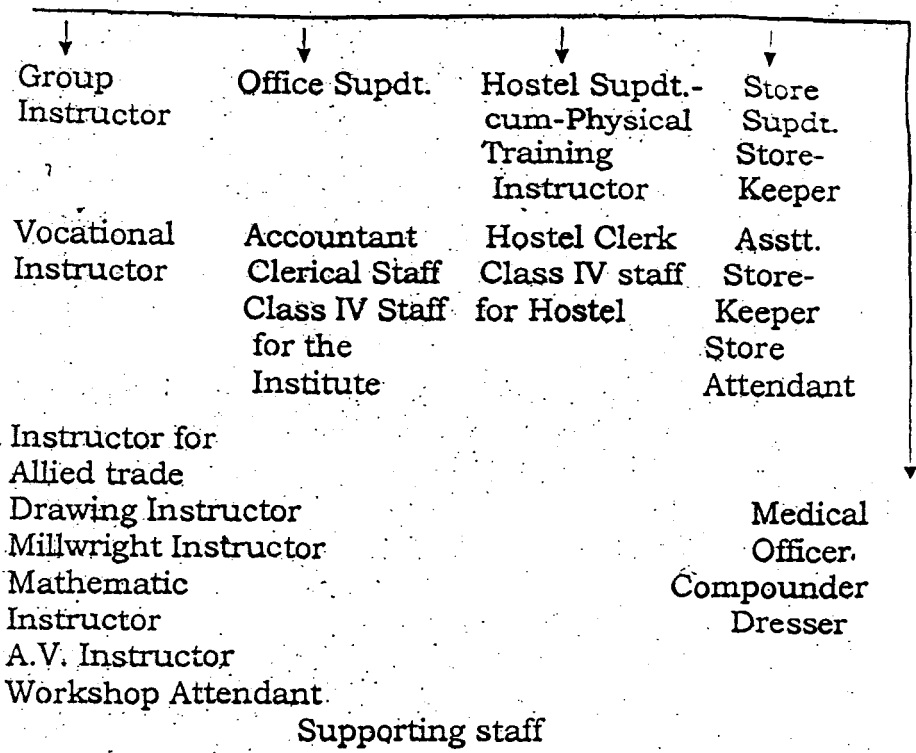 Group
Instructor
Office Supdt.
Hostel Supdt.-
cum-Physical
Training
Instructor
Store
Supdt.
Store-
Keeper
Vocational
Instructor
Accountant
Clerical Staff
Class IV Staff
for the
Institute
Hostel Clerk
Class IV staff
for Hostel
Asstt.
Store-
Keeper
Store
Attendant
Instructor for
Allied trade
Drawing Instructor
Millwright Instructor
Mathematic
Instructor
A.V. Instructor
Workshop Attendant
Medical
Officer
Compounder
Dresser
Supporting staff